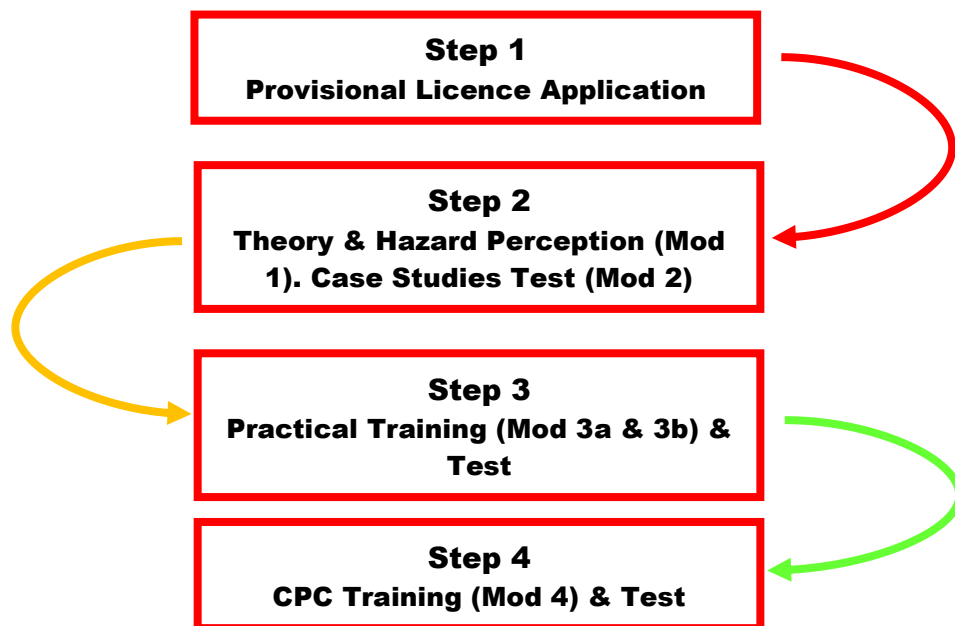 Step 1
Provisional Licence Application
Step 2
Theory & Hazard Perception (Mod
1). Case Studies Test (Mod 2)
Step 3
Practical Training (Mod 3a & 3b) &
Test
Step 4
CPC Training (Mod 4) & Test